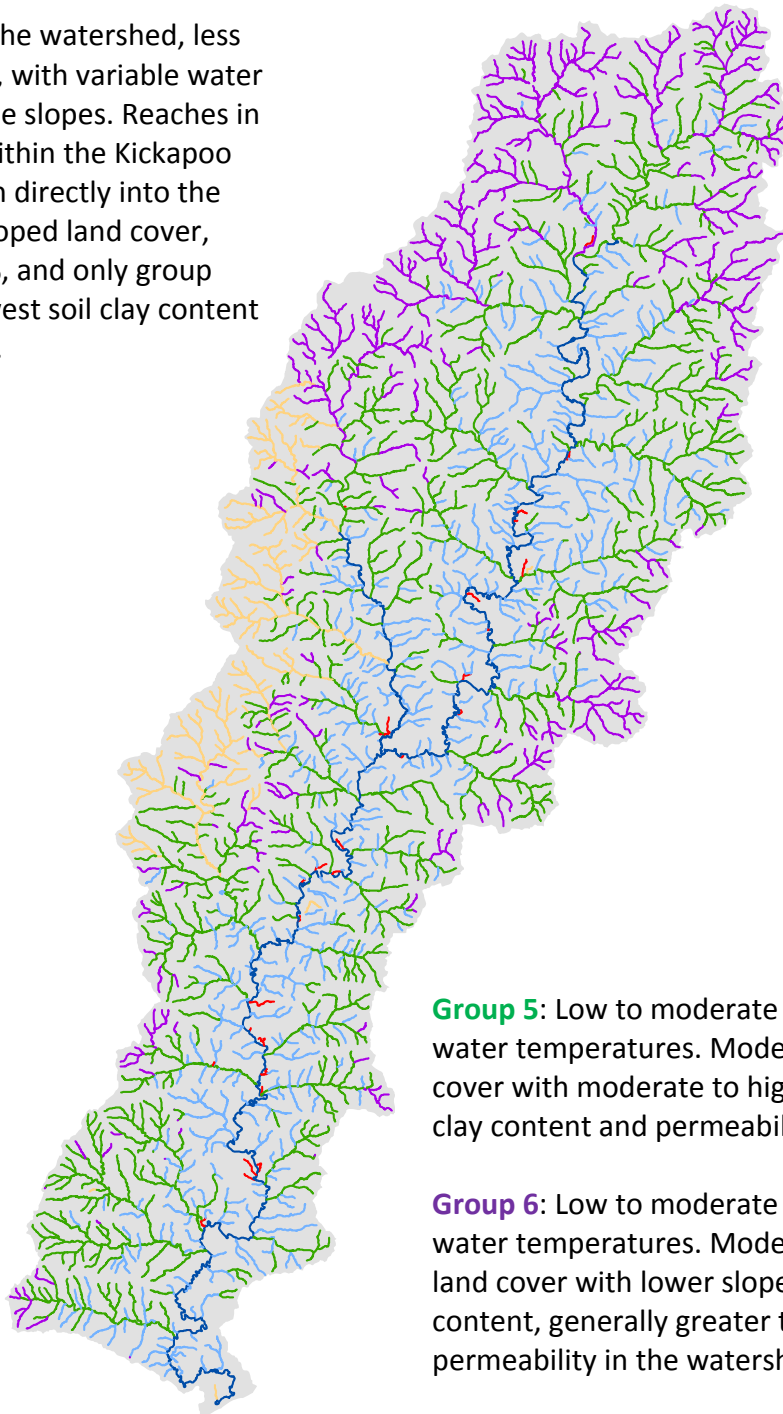 he watershed, less
, with variable water
e slopes. Reaches in
ithin the Kickapoo
n directly into the
oped land cover,
, and only group
vest soil clay content
.
Group 5: Low to moderate
water temperatures. Mode
cover with moderate to hig
clay content and permeabil
Group 6: Low to moderate
water temperatures. Mode
land cover with lower slope
content, generally greater t
permeability in the watersh